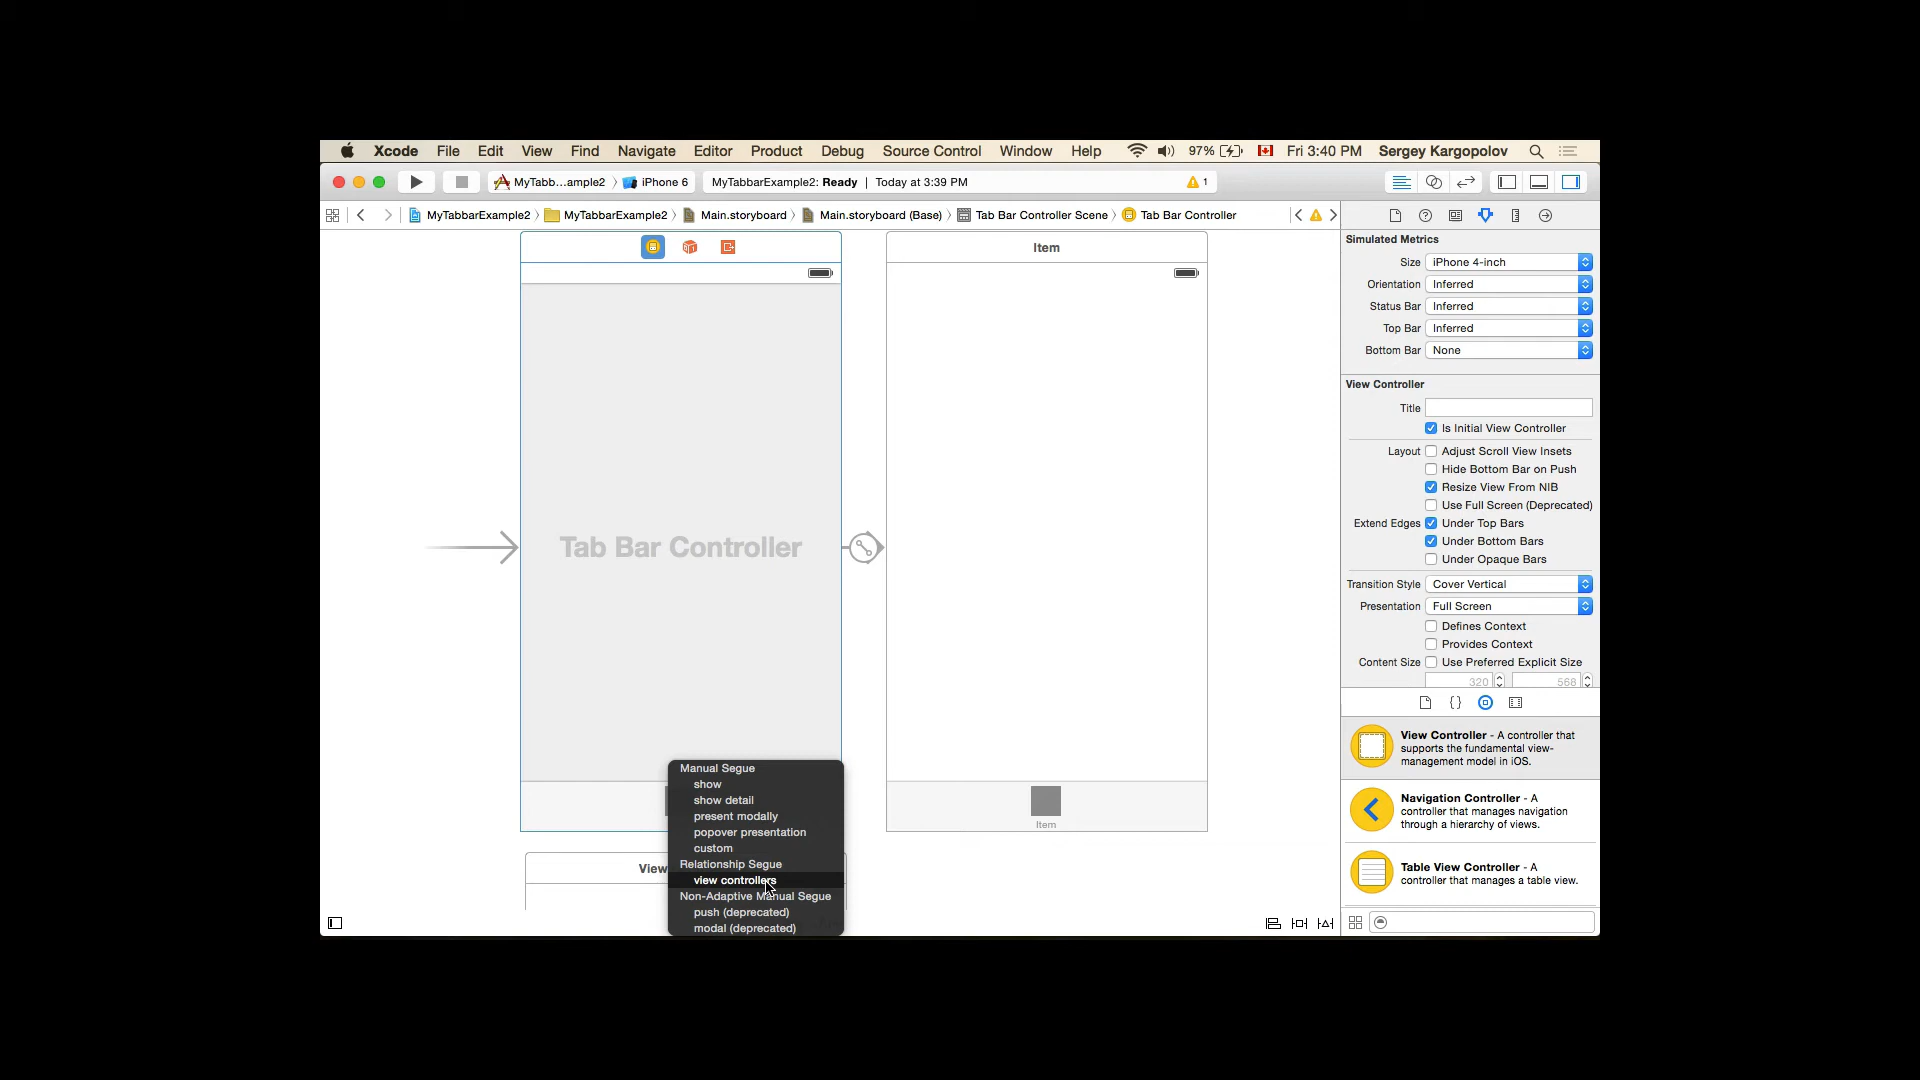 Xcode File Edit View Find Navigate Editor Product Debug Source Control Window Help 97% Fri 3:40 PM Sergey Kargopolov
MyTabb...ample2 iPhone 6 MyTabbarExample2: Ready | Today at 3:39 PM 1
MyTabbarExample2 MyTabbarExample2 Main.storyboard Main.storyboard (Base) Tab Bar Controller Scene Tab Bar Controller
Item
Tab Bar Controller
Item
View
Manual Segue
show
show detail
present modally
popover presentation
custom
Relationship Segue
view controllers
Non-Adaptive Manual Segue
push (deprecated)
modal (deprecated)
Simulated Metrics
Size iPhone 4-inch
Orientation Inferred
Status Bar Inferred
Top Bar Inferred
Bottom Bar None
View Controller
Title
Is Initial View Controller
Layout Adjust Scroll View Insets
Hide Bottom Bar on Push
Resize View From NIB
Use Full Screen (Deprecated)
Extend Edges Under Top Bars
Under Bottom Bars
Under Opaque Bars
Transition Style Cover Vertical
Presentation Full Screen
Defines Context
Provides Context
Content Size Use Preferred Explicit Size
320 568
View Controller - A controller that
supports the fundamental view-
management model in iOS.
Navigation Controller - A
controller that manages navigation
through a hierarchy of views.
Table View Controller - A
controller that manages a table view.